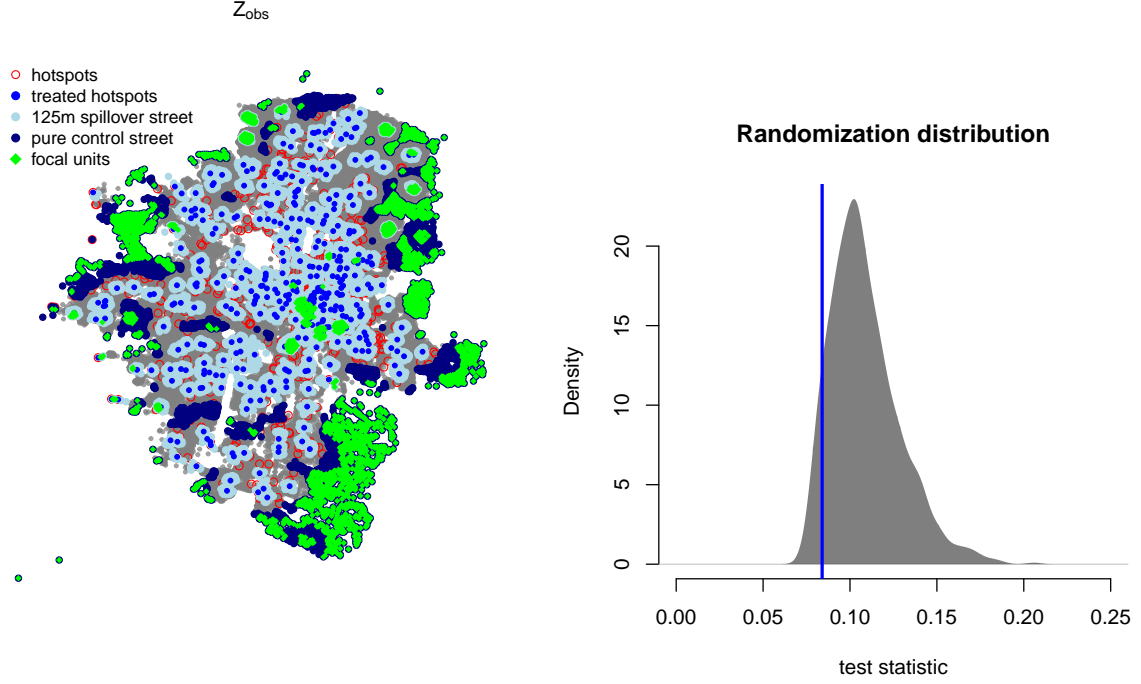 Zobs
hotspots
treated hotspots
125m spillover street
pure control street
focal units
Randomization distribution
Density
20
15
10
5
0
0.00 0.05 0.10 0.15 0.20 0.25
test statistic